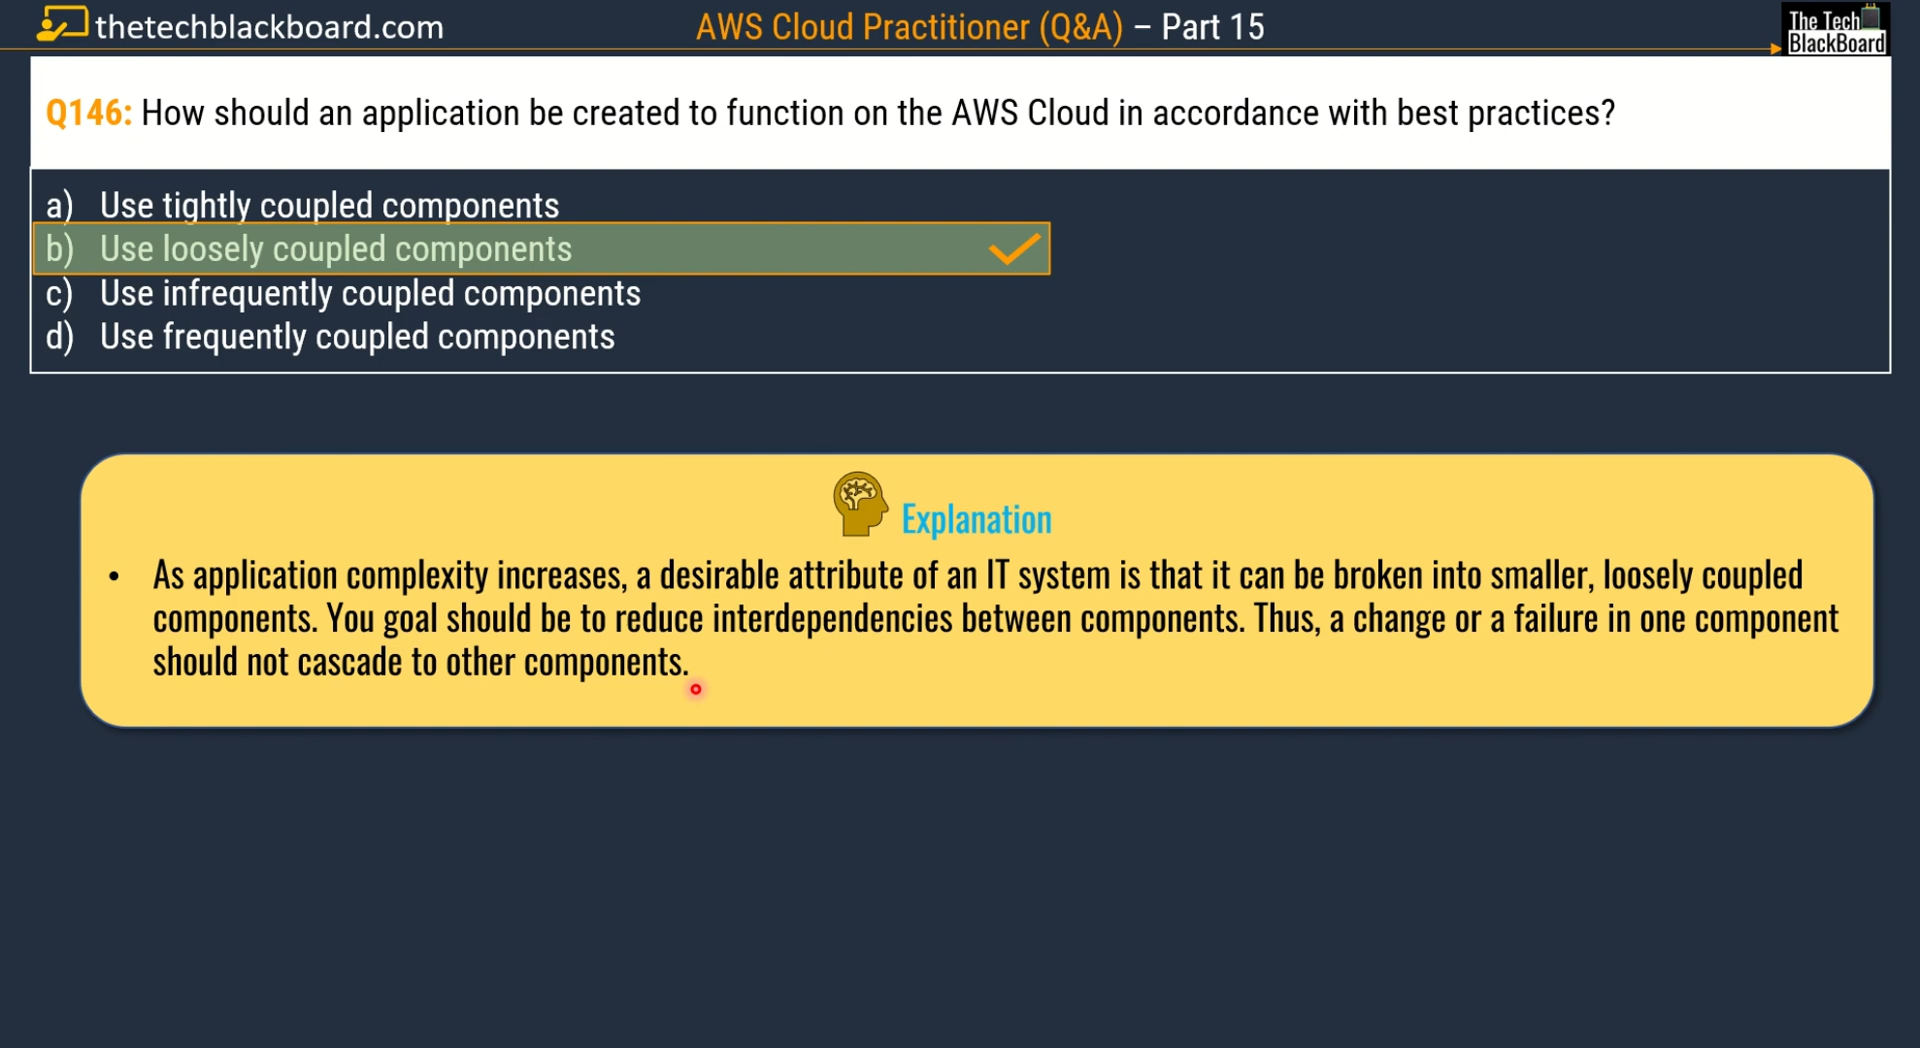 thetechblackboard.com
AWS Cloud Practitioner (Q&A) – Part 15
The Tech
BlackBoard
Q146: How should an application be created to function on the AWS Cloud in accordance with best practices?
a) Use tightly coupled components
b) Use loosely coupled components
c) Use infrequently coupled components
d) Use frequently coupled components
Explanation
• As application complexity increases, a desirable attribute of an IT system is that it can be broken into smaller, loosely coupled
components. You goal should be to reduce interdependencies between components. Thus, a change or a failure in one component
should not cascade to other components.